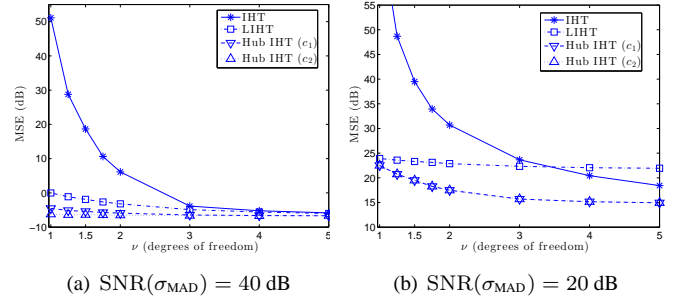 50
40
30
20
10
0
−10
MSE (dB)
IHT
LIHT
Hub IHT (c₁)
Hub IHT (c₂)
1 1.5 2 3 4 5
ν (degrees of freedom)
(a) SNR(σMAD) = 40 dB
55
50
45
40
35
30
25
20
15
10
MSE (dB)
IHT
LIHT
Hub IHT (c₁)
Hub IHT (c₂)
1 1.5 2 3 4 5
ν (degrees of freedom)
(b) SNR(σMAD) = 20 dB